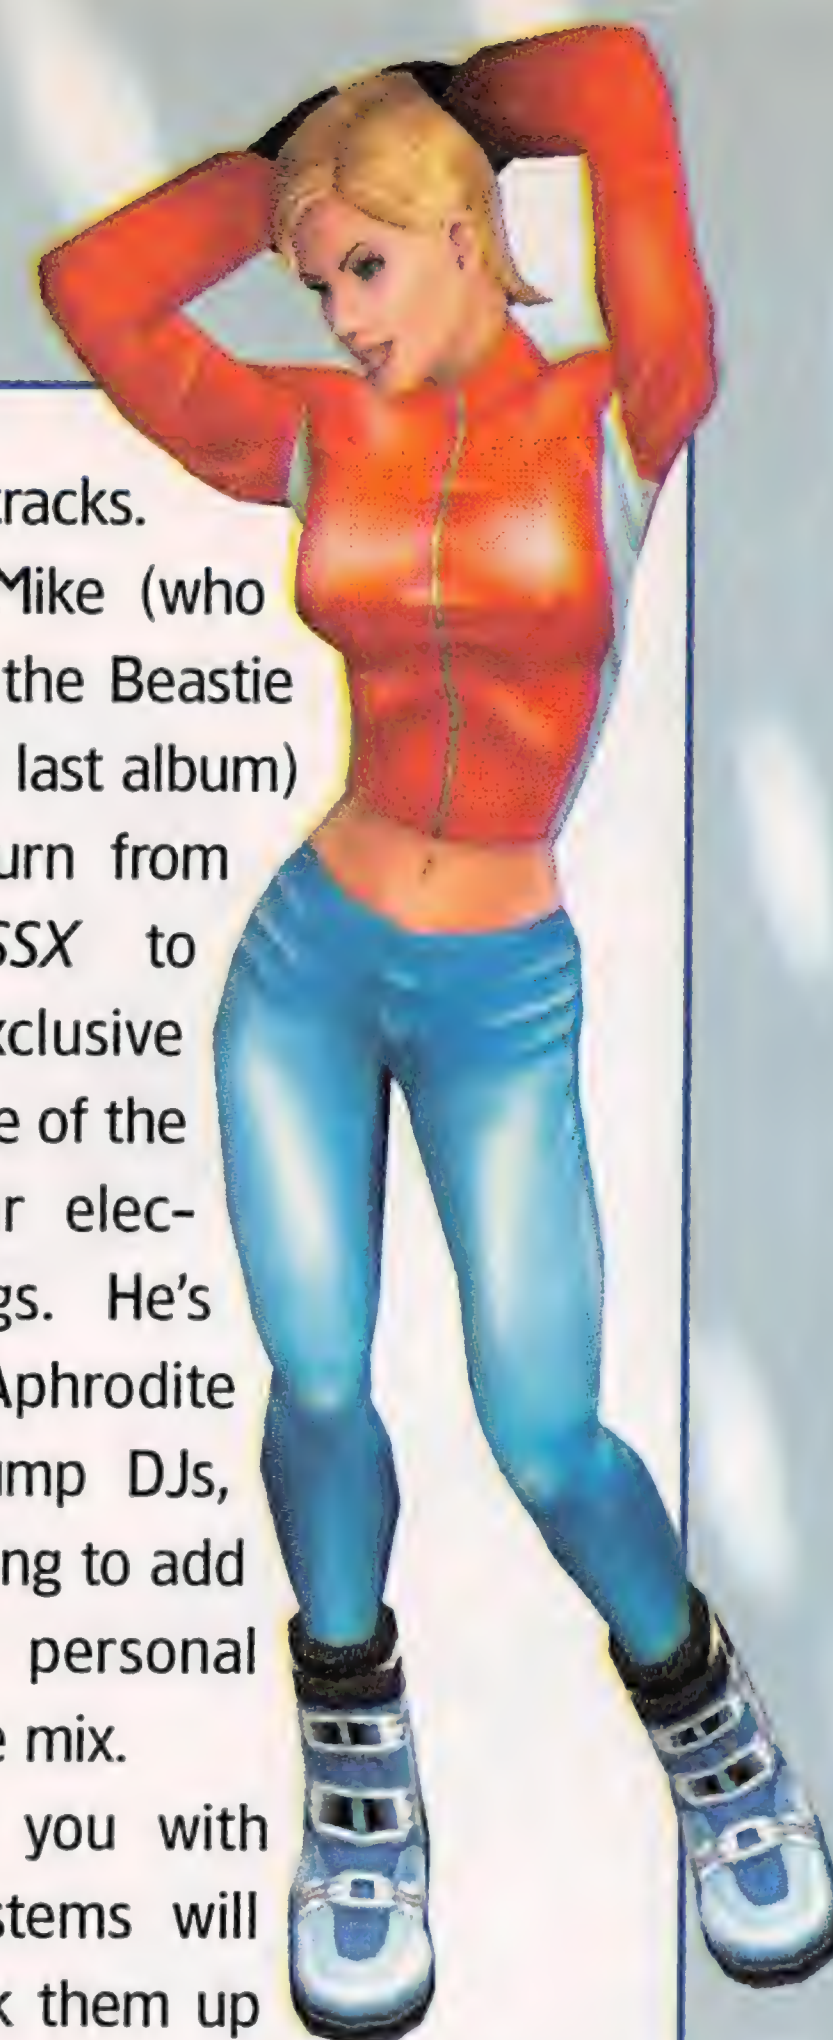 tracks.
Mike (who
the Beastie
last album)
urn from
SSX to
xclusive
e of the
r elec-
gs. He's
Aphrodite
ump DJs,
ng to add
personal
e mix.
you with
stems will
k them up